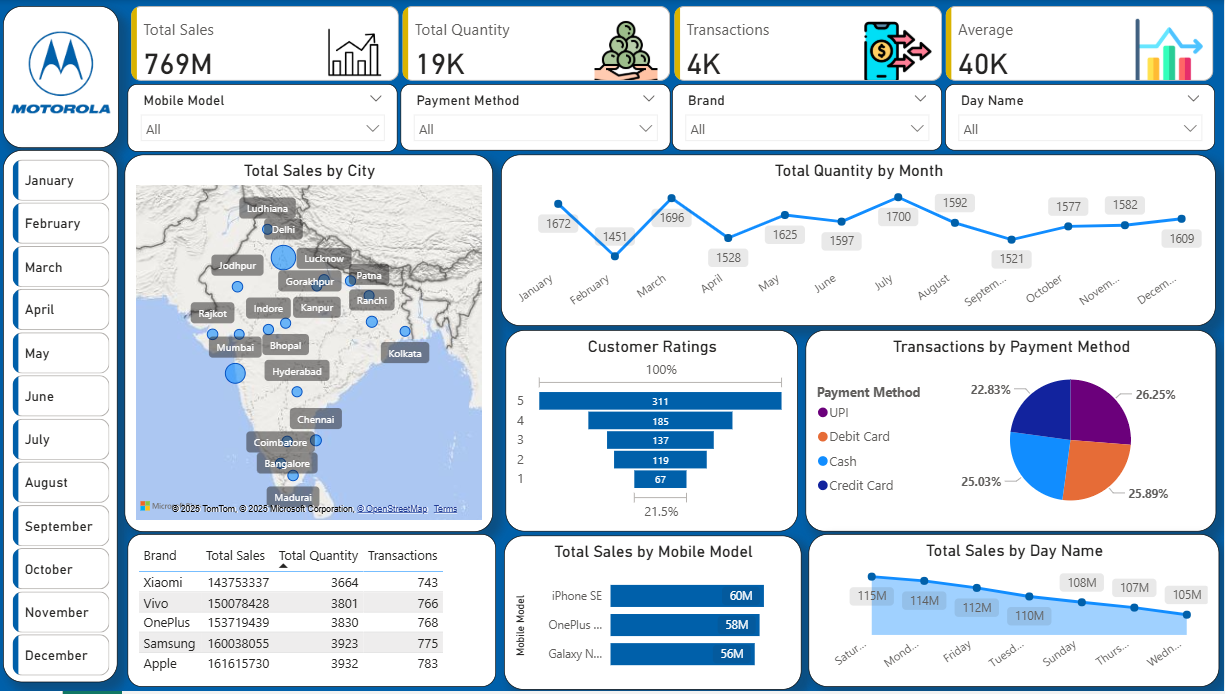 MOTOROLA
Total Sales
769M
Total Quantity
19K
Transactions
4K
Average
40K
Mobile Model
All
Payment Method
All
Brand
All
Day Name
All
January
February
March
April
May
June
July
August
September
October
November
December
Total Sales by City
Ludhiana
Delhi
Lucknow
Jodhpur
Gorakhpur
Patna
Ranchi
Rajkot
Indore
Kanpur
Mumbai
Bhopal
Kolkata
Hyderabad
Chennai
Coimbatore
Bangalore
Madurai
© 2025 TomTom, © 2025 Microsoft Corporation, © OpenStreetMap Terms
Total Quantity by Month
1672
1451
1696
1528
1625
1597
1700
1592
1521
1577
1582
1609
January
February
March
April
May
June
July
August
Septem...
October
Novem...
Decem...
Customer Ratings
100%
5 311
4 185
3 137
2 119
1 67
21.5%
Transactions by Payment Method
Payment Method
UPI
Debit Card
Cash
Credit Card
22.83%
26.25%
25.03%
25.89%
Brand Total Sales Total Quantity Transactions
Xiaomi 143753337 3664 743
Vivo 150078428 3801 766
OnePlus 153719439 3830 768
Samsung 160038055 3923 775
Apple 161615730 3932 783
Total Sales by Mobile Model
Mobile Model
iPhone SE 60M
OnePlus ... 58M
Galaxy N... 56M
Total Sales by Day Name
115M
114M
112M
110M
108M
107M
105M
Satur...
Mond...
Friday
Tuesd...
Sunday
Thurs...
Wedn...